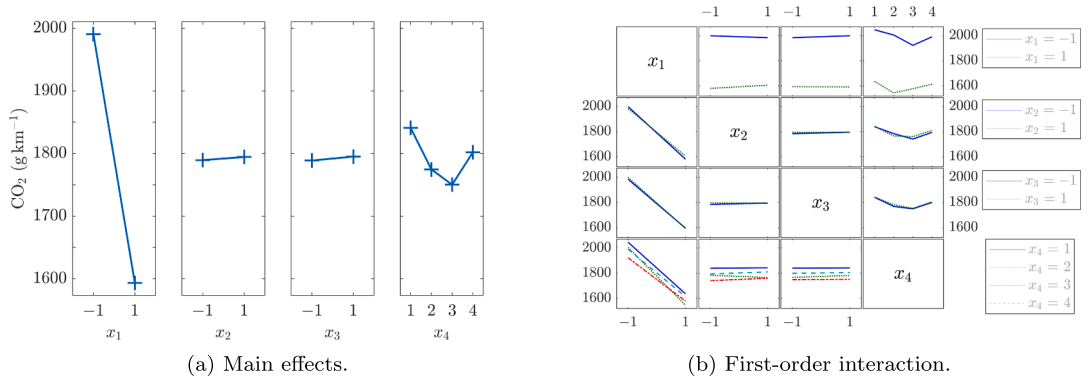 2000
1900
1800
1700
1600
CO₂ (g km⁻¹)
−1 1 −1 1 −1 1 1 2 3 4
x₁ x₂ x₃ x₄
(a) Main effects.
−1 1 −1 1 1 2 3 4
x₁ 2000 1600
x₁ = −1
x₁ = 1
2000 1800 1600 x₂ 2000 1800 1600
x₂ = −1
x₂ = 1
2000 1800 1600 x₃ 2000 1800 1600
x₃ = −1
x₃ = 1
2000 1800 1600 x₄
x₄ = 1
x₄ = 2
x₄ = 3
x₄ = 4
−1 1 −1 1 −1 1
(b) First-order interaction.